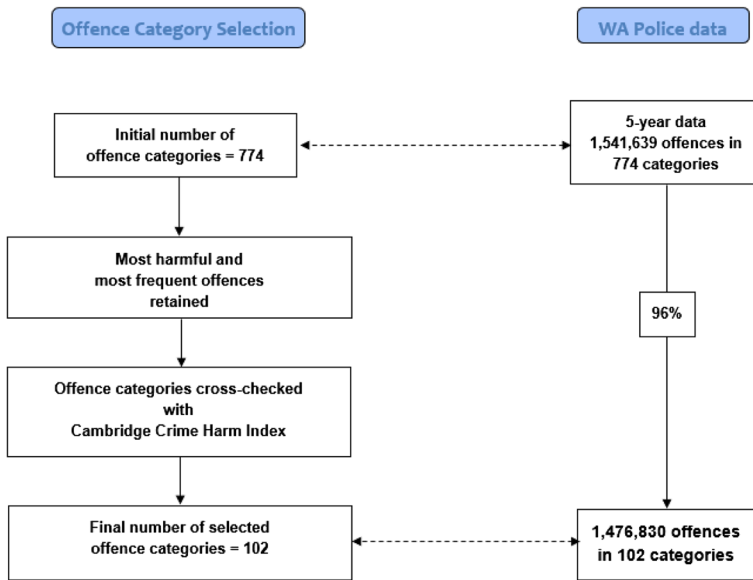 Offence Category Selection
WA Police data
Initial number of
offence categories = 774
5-year data
1,541,639 offences in
774 categories
Most harmful and
most frequent offences
retained
96%
Offence categories cross-checked
with
Cambridge Crime Harm Index
Final number of selected
offence categories = 102
1,476,830 offences
in 102 categories